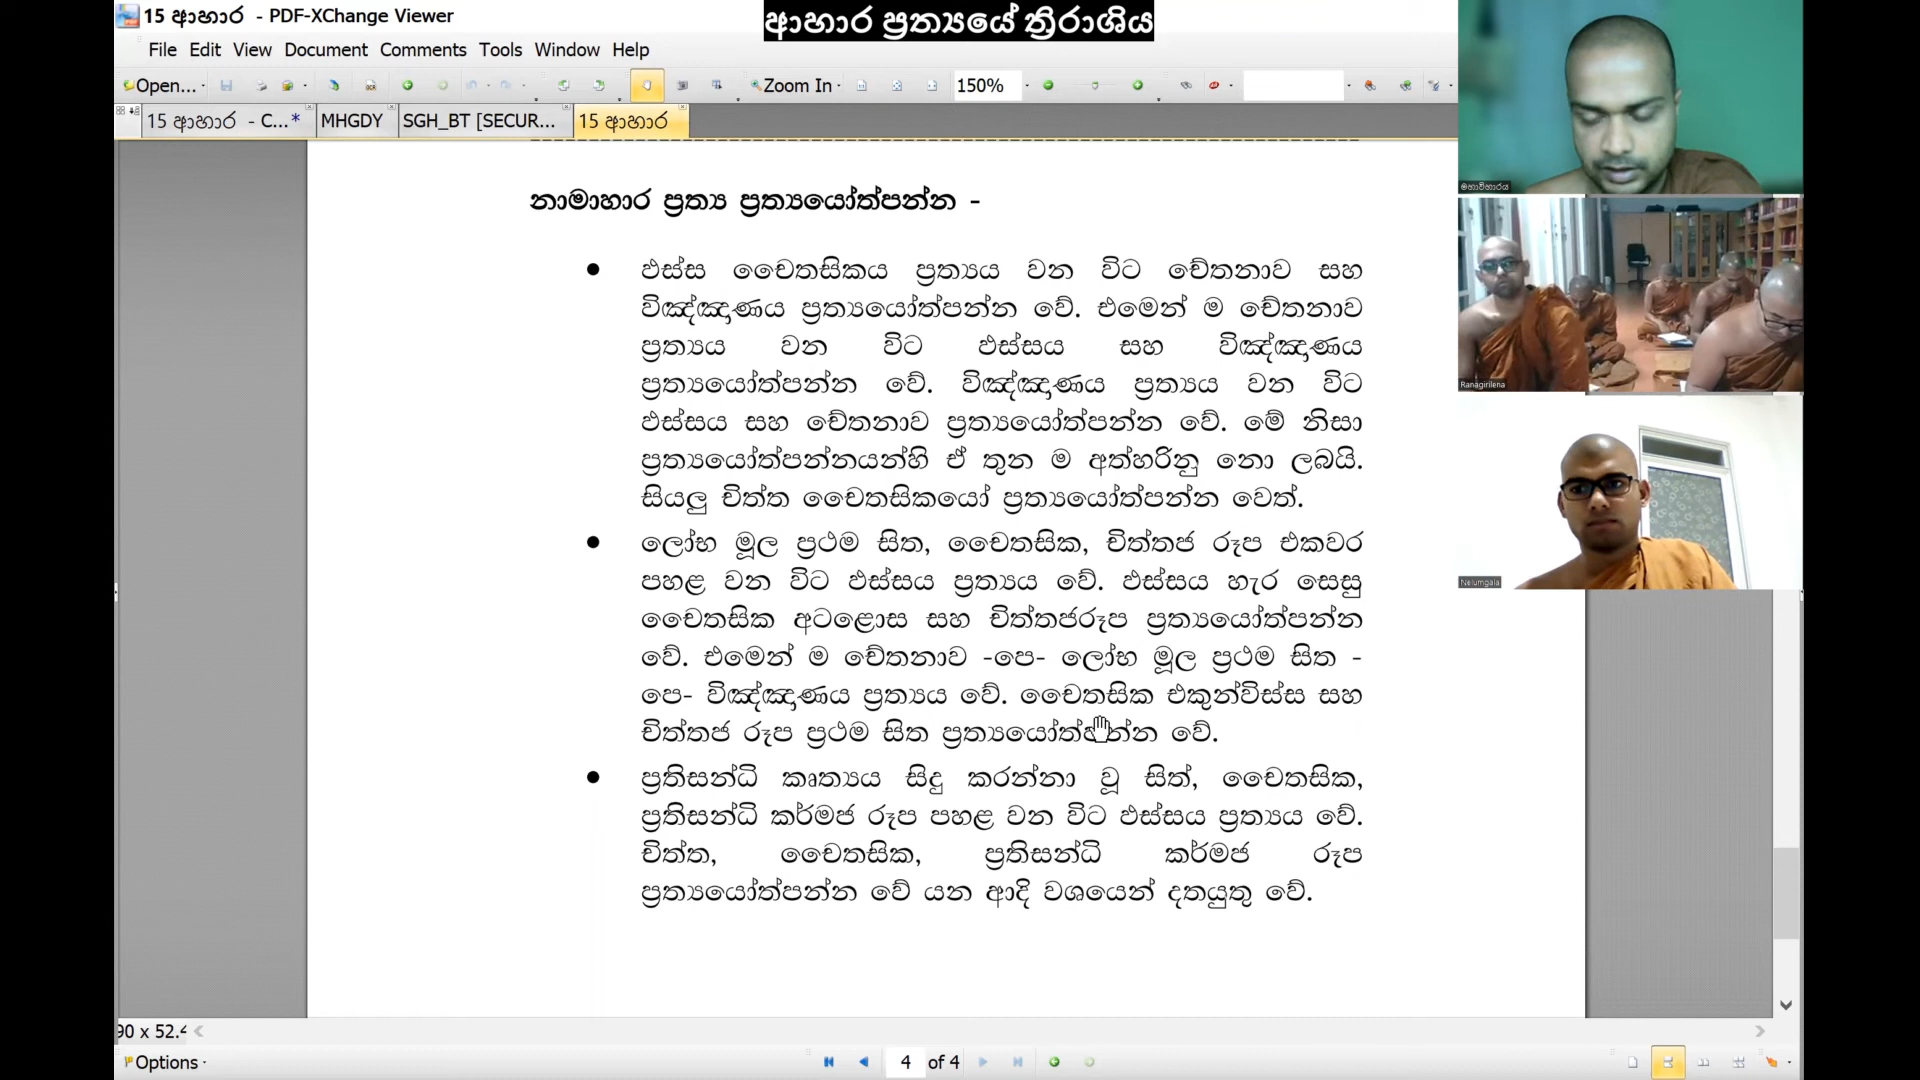 15 ආහාර - PDF-XChange Viewer
ආහාර ප්‍රත්‍යයේ ත්‍රිරාශිය
File Edit View Document Comments Tools Window Help
Open... Zoom In 150%
15 ආහාර - C...* MHGDY SGH_BT [SECUR... 15 ආහාර
නාමාහාර ප්‍රත්‍ය ප්‍රත්‍යයෝත්පන්න -
● ඵස්ස චෛතසිකය ප්‍රත්‍යය වන විට චේතනාව සහ
විඤ්ඤාණය ප්‍රත්‍යයෝත්පන්න වේ. එමෙන් ම චේතනාව
ප්‍රත්‍යය වන විට ඵස්සය සහ විඤ්ඤාණය
ප්‍රත්‍යයෝත්පන්න වේ. විඤ්ඤාණය ප්‍රත්‍යය වන විට
ඵස්සය සහ චේතනාව ප්‍රත්‍යයෝත්පන්න වේ. මේ නිසා
ප්‍රත්‍යයෝත්පන්නයන්හි ඒ තුන ම අත්හරිනු නො ලබයි.
සියලු චිත්ත චෛතසිකයෝ ප්‍රත්‍යයෝත්පන්න වෙත්.
● ලෝභ මූල ප්‍රථම සිත, චෛතසික, චිත්තජ රූප එකවර
පහළ වන විට ඵස්සය ප්‍රත්‍යය වේ. ඵස්සය හැර සෙසු
චෛතසික අටළොස සහ චිත්තජරූප ප්‍රත්‍යයෝත්පන්න
වේ. එමෙන් ම චේතනාව -පෙ- ලෝභ මූල ප්‍රථම සිත -
පෙ- විඤ්ඤාණය ප්‍රත්‍යය වේ. චෛතසික එකුන්විස්ස සහ
චිත්තජ රූප ප්‍රථම සිත ප්‍රත්‍යයෝත්පන්න වේ.
● ප්‍රතිසන්ධි කෘත්‍යය සිදු කරන්නා වූ සිත්, චෛතසික,
ප්‍රතිසන්ධි කර්මජ රූප පහළ වන විට ඵස්සය ප්‍රත්‍යය වේ.
චිත්ත, චෛතසික, ප්‍රතිසන්ධි කර්මජ රූප
ප්‍රත්‍යයෝත්පන්න වේ යන ආදි වශයෙන් දතයුතු වේ.
මහාවිහාරය
Ranagirilena
Nelumgala
90 x 52.4
Options 4 of 4